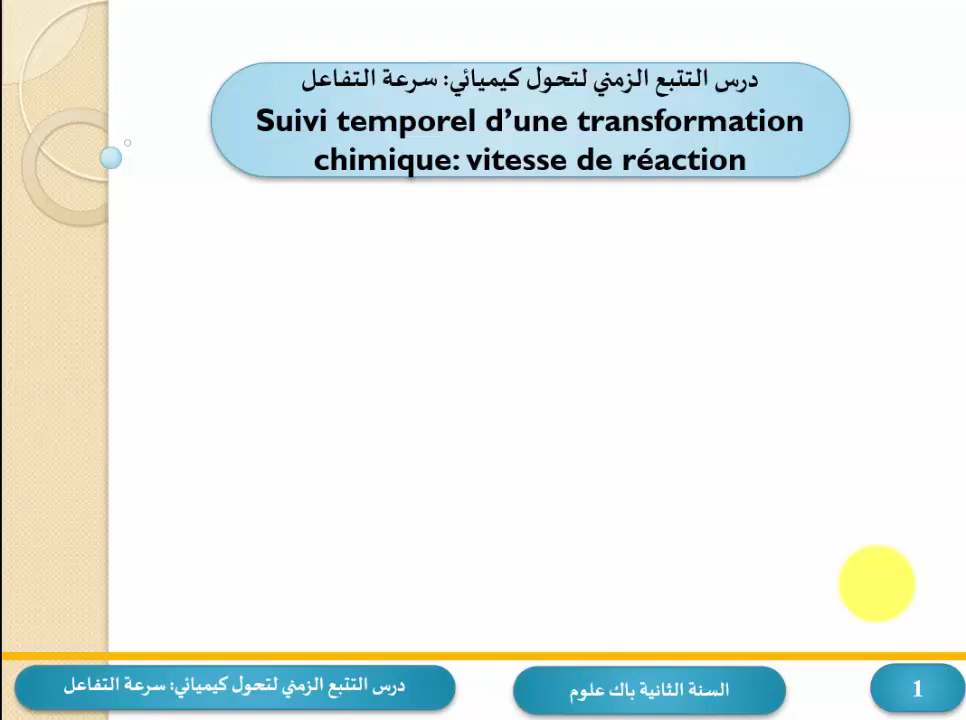 درس التتبع الزمني لتحول كيميائي: سرعة التفاعل
Suivi temporel d’une transformation
chimique: vitesse de réaction
درس التتبع الزمني لتحول كيميائي: سرعة التفاعل
السنة الثانية باك علوم
1